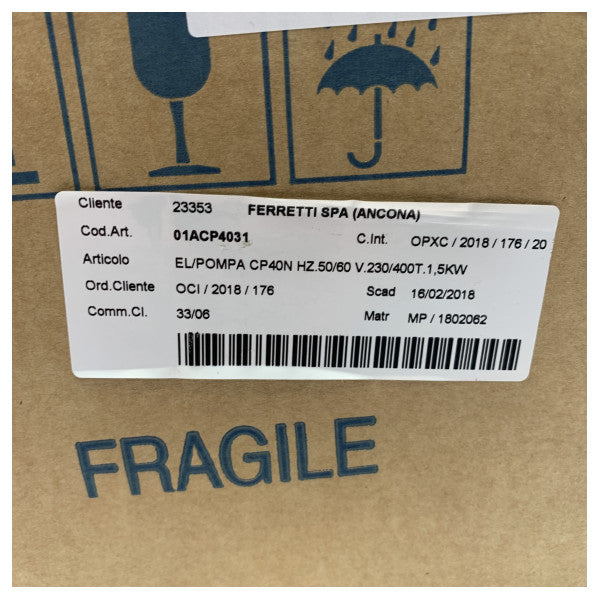 Cliente 23353 FERRETTI SPA (ANCONA)
Cod.Art. 01ACP4031 C.Int. OPXC / 2018 / 176 / 20
Articolo EL/POMPA CP40N HZ.50/60 V.230/400T.1,5KW
Ord.Cliente OCI / 2018 / 176 Scad 16/02/2018
Comm.Cl. 33/06 Matr MP / 1802062
FRAGILE